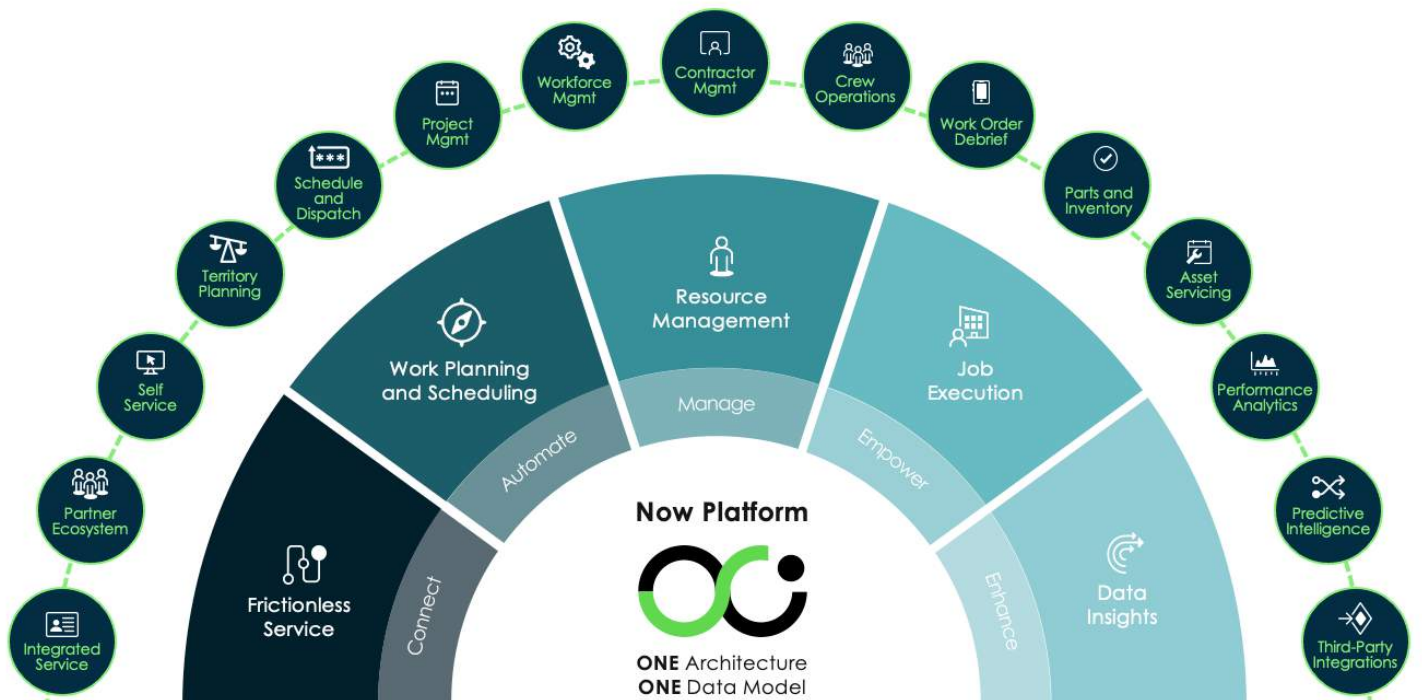 Integrated
Service
Partner
Ecosystem
Self
Service
Territory
Planning
Schedule
and
Dispatch
Project
Mgmt
Workforce
Mgmt
Contractor
Mgmt
Crew
Operations
Work Order
Debrief
Parts and
Inventory
Asset
Servicing
Performance
Analytics
Predictive
Intelligence
Third-Party
Integrations
Frictionless
Service
Connect
Work Planning
and Scheduling
Automate
Resource
Management
Manage
Job
Execution
Empower
Data
Insights
Enhance
Now Platform
ONE Architecture
ONE Data Model